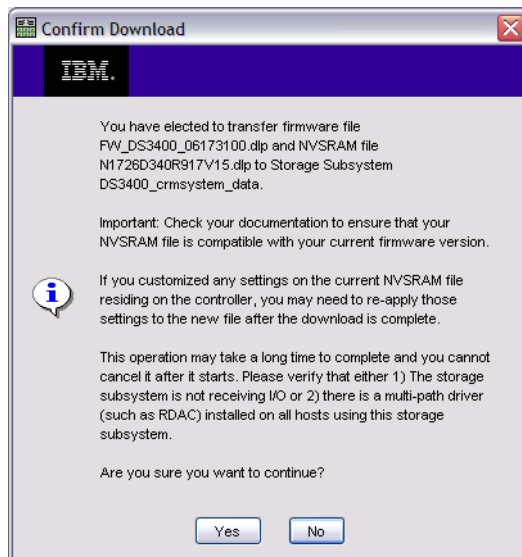 Confirm Download
IBM.
You have elected to transfer firmware file
FW_DS3400_06173100.dlp and NVSRAM file
N1726D340R917V15.dlp to Storage Subsystem
DS3400_crmsystem_data.
Important: Check your documentation to ensure that your
NVSRAM file is compatible with your current firmware version.
If you customized any settings on the current NVSRAM file
residing on the controller, you may need to re-apply those
settings to the new file after the download is complete.
This operation may take a long time to complete and you cannot
cancel it after it starts. Please verify that either 1) The storage
subsystem is not receiving I/O or 2) there is a multi-path driver
(such as RDAC) installed on all hosts using this storage
subsystem.
Are you sure you want to continue?
Yes No